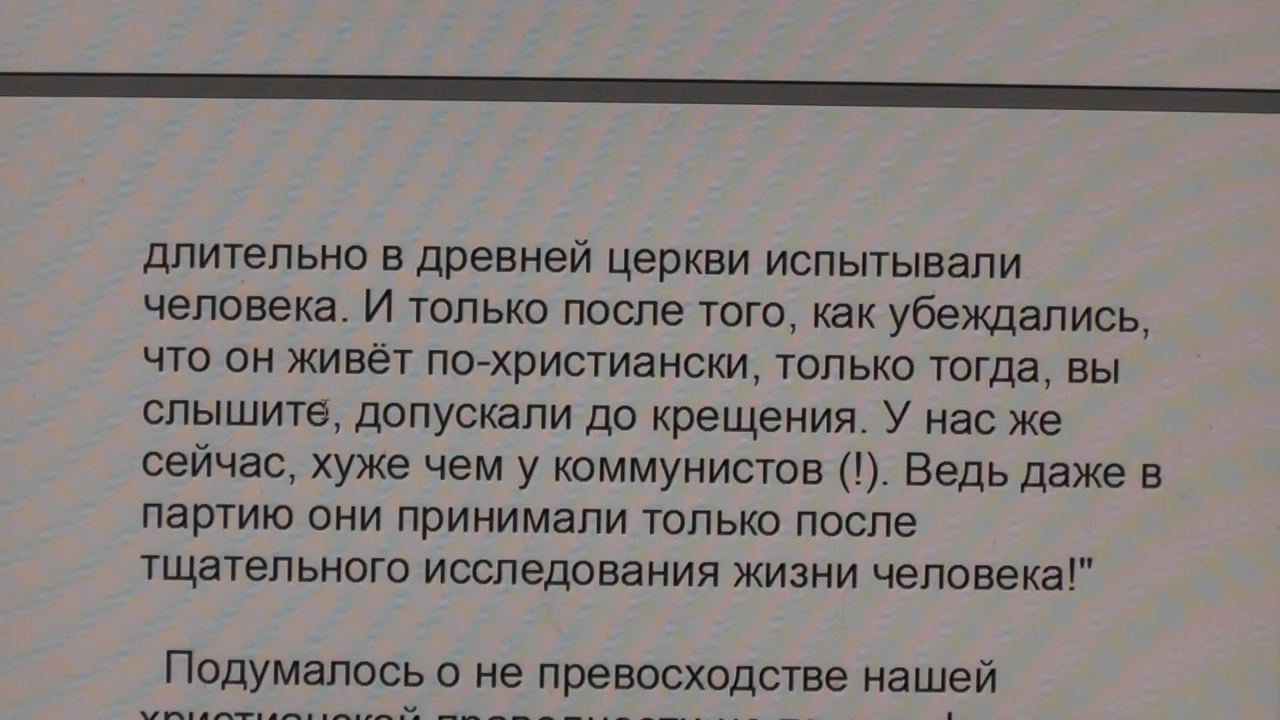 длительно в древней церкви испытывали
человека. И только после того, как убеждались,
что он живёт по-христиански, только тогда, вы
слышите, допускали до крещения. У нас же
сейчас, хуже чем у коммунистов (!). Ведь даже в
партию они принимали только после
тщательного исследования жизни человека!"
Подумалось о не превосходстве нашей
христианской праведности